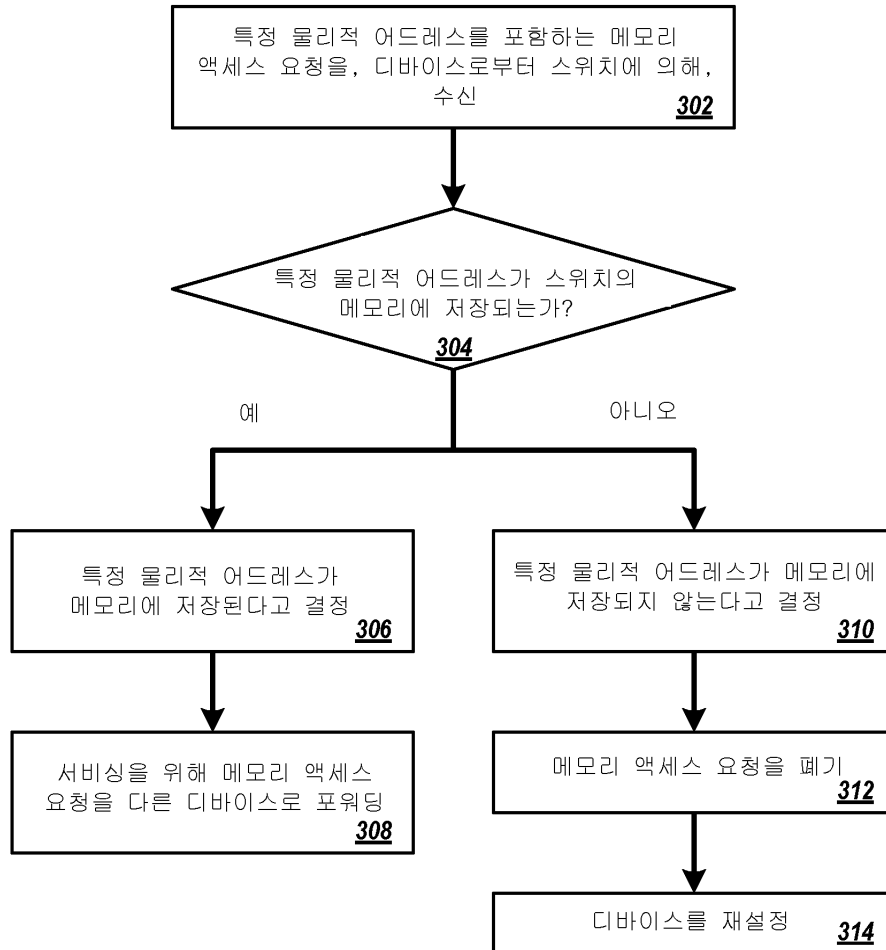 특정 물리적 어드레스를 포함하는 메모리
액세스 요청을, 디바이스로부터 스위치에 의해,
수신
302
특정 물리적 어드레스가 스위치의
메모리에 저장되는가?
304
예
아니오
특정 물리적 어드레스가
메모리에 저장된다고 결정
306
특정 물리적 어드레스가 메모리에
저장되지 않는다고 결정
310
서비싱을 위해 메모리 액세스
요청을 다른 디바이스로 포워딩
308
메모리 액세스 요청을 폐기
312
디바이스를 재설정
314